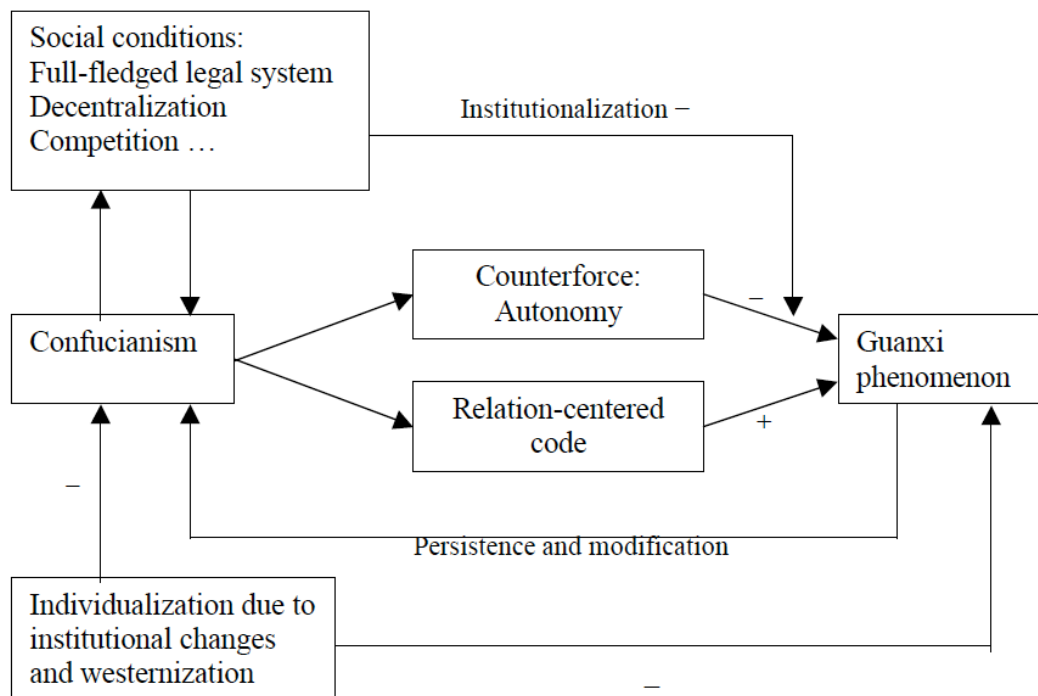 Social conditions:
Full-fledged legal system
Decentralization
Competition …
Institutionalization −
Counterforce:
Autonomy
−
Confucianism
Guanxi
phenomenon
Relation-centered
code
+
−
Persistence and modification
Individualization due to
institutional changes
and westernization
−